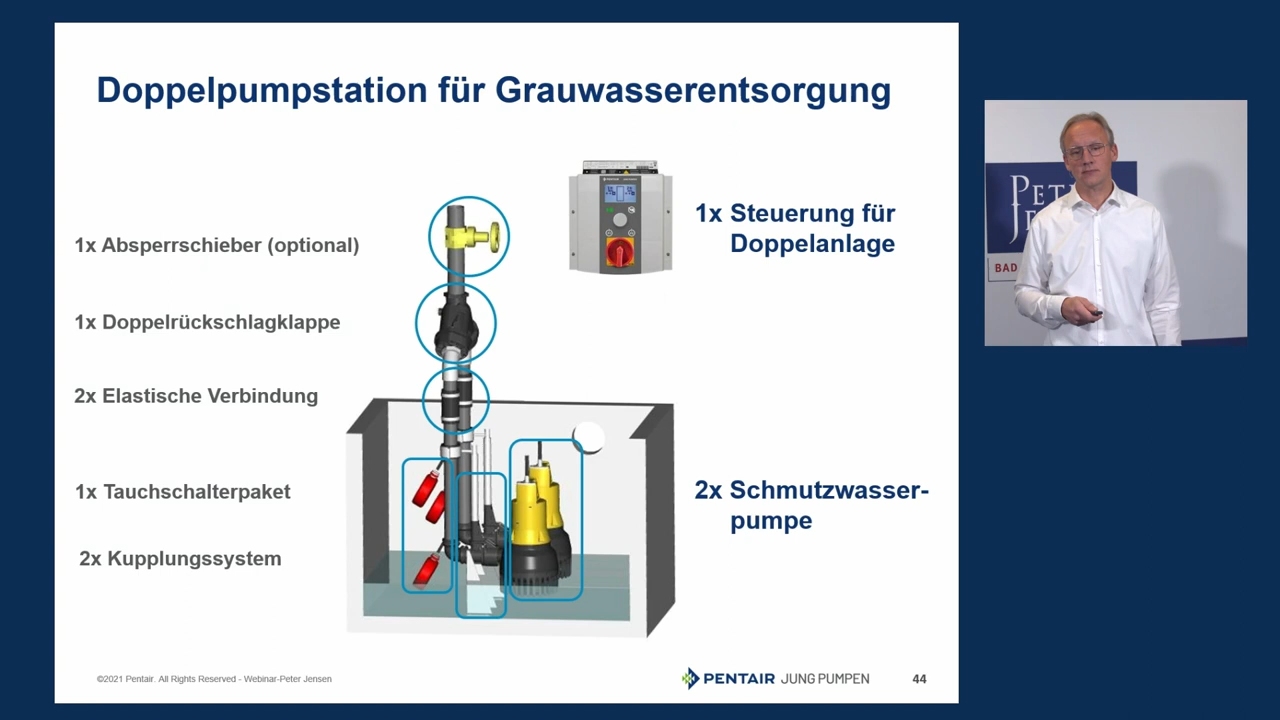 Doppelpumpstation für Grauwasserentsorgung
1x Steuerung für
Doppelanlage
1x Absperrschieber (optional)
1x Doppelrückschlagklappe
2x Elastische Verbindung
1x Tauchschalterpaket
2x Schmutzwasser-
pumpe
2x Kupplungssystem
©2021 Pentair. All Rights Reserved - Webinar-Peter Jensen
PENTAIR JUNG PUMPEN
44
BAD